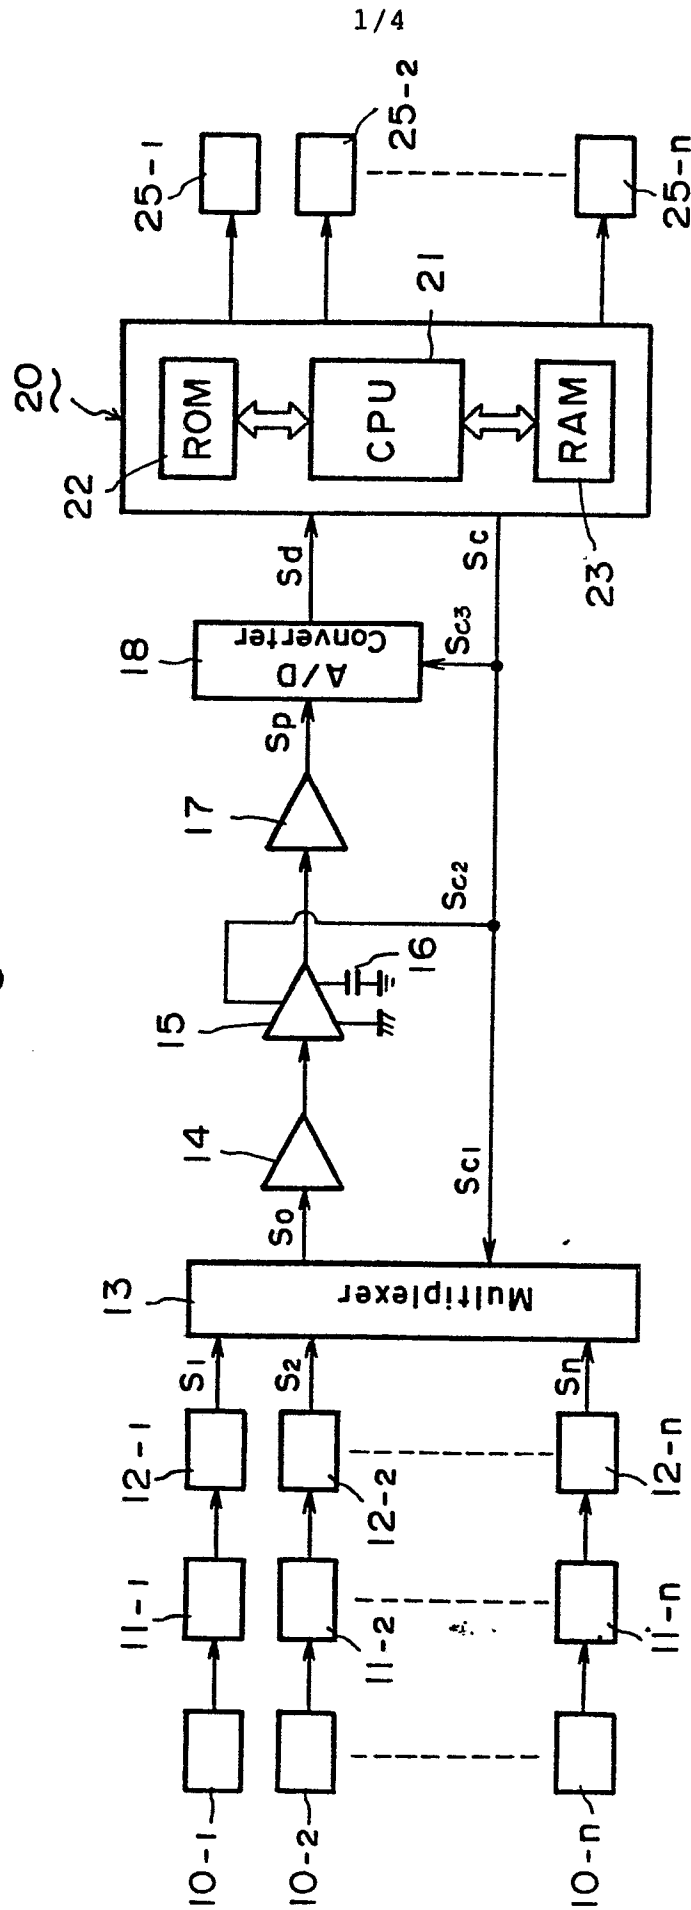 1/4
10-1
10-2
10-n
11-1
11-2
11-n
12-1
12-2
12-n
S1
S2
Sn
13
Multiplexer
So
14
15
16
17
Sp
18
A/D
Converter
Sd
Sc1
Sc2
Sc3
Sc
20
22
ROM
CPU
21
RAM
23
25-1
25-2
25-n